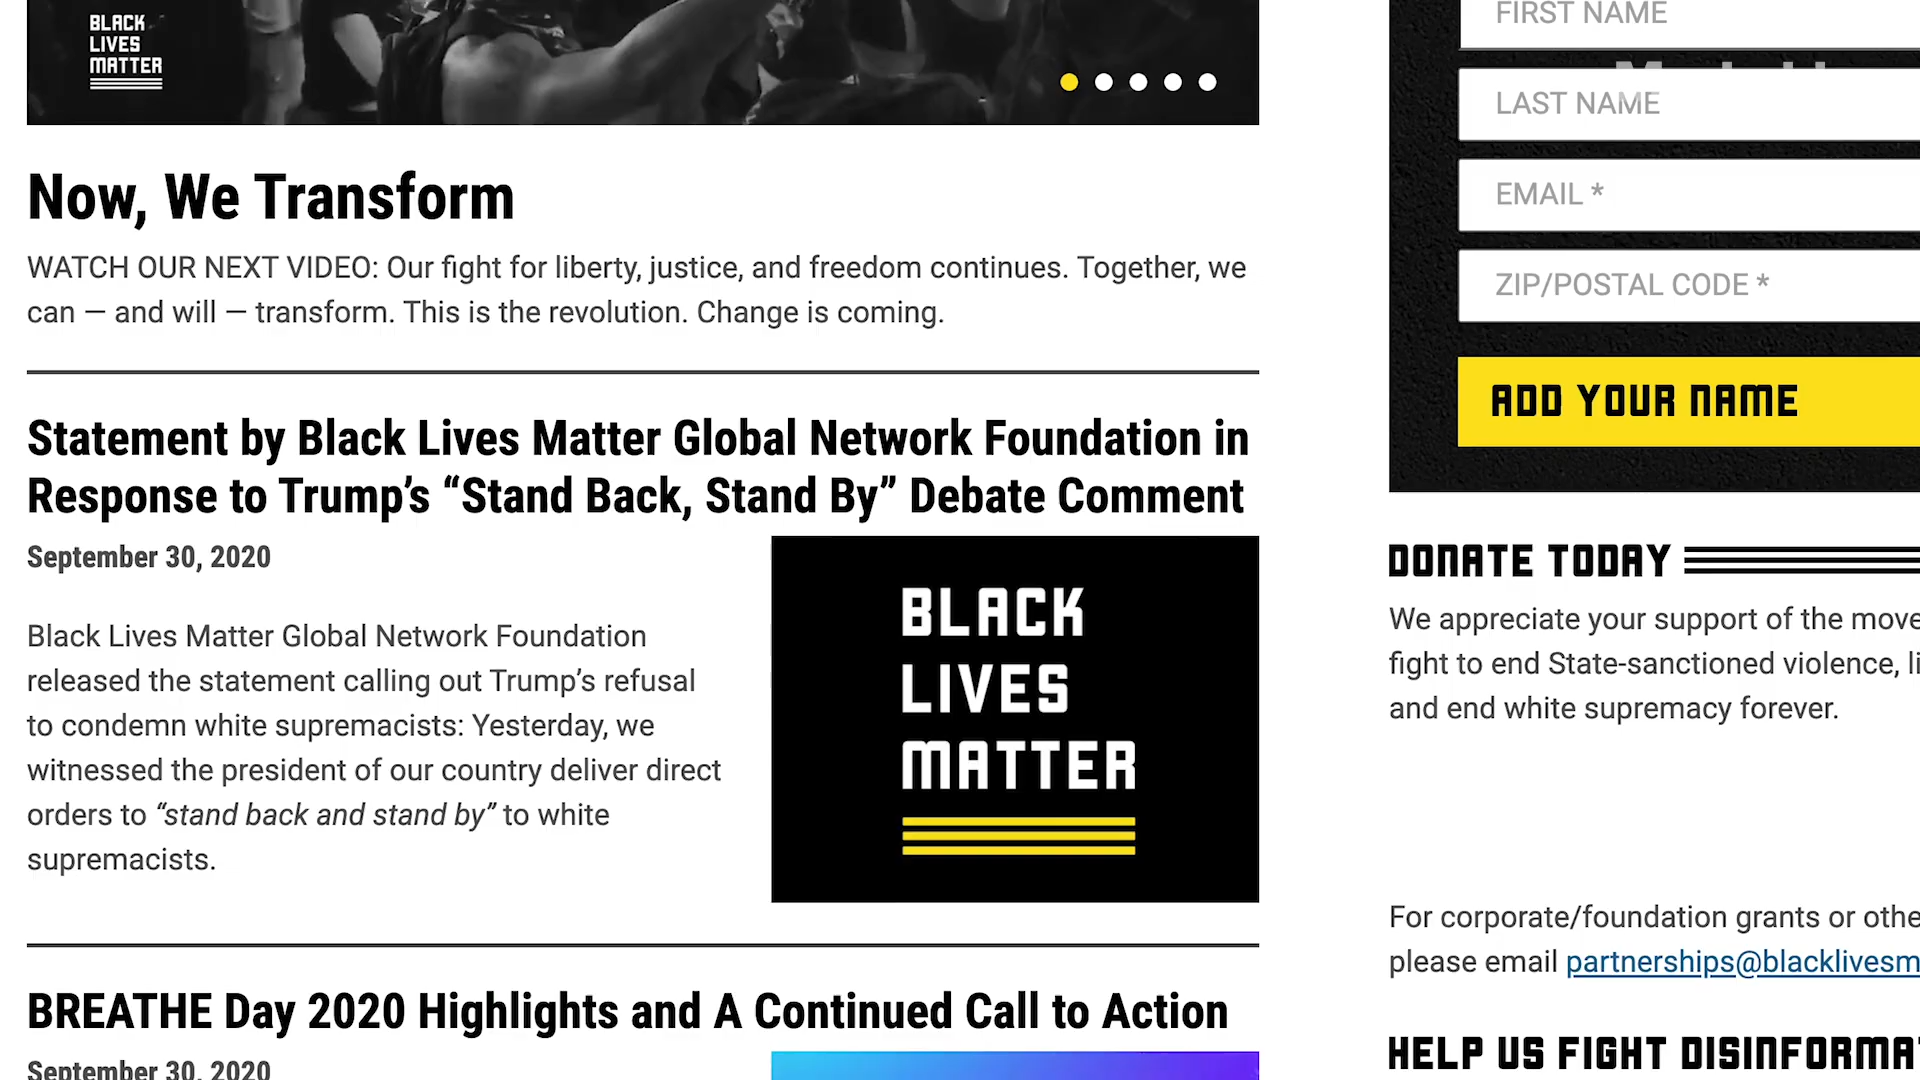 BLACK
LIVES
MATTER
Now, We Transform
WATCH OUR NEXT VIDEO: Our fight for liberty, justice, and freedom continues. Together, we
can — and will — transform. This is the revolution. Change is coming.
Statement by Black Lives Matter Global Network Foundation in
Response to Trump’s “Stand Back, Stand By” Debate Comment
September 30, 2020
Black Lives Matter Global Network Foundation
released the statement calling out Trump’s refusal
to condemn white supremacists: Yesterday, we
witnessed the president of our country deliver direct
orders to “stand back and stand by” to white
supremacists.
BLACK
LIVES
MATTER
BREATHE Day 2020 Highlights and A Continued Call to Action
September 30, 2020
FIRST NAME
LAST NAME
EMAIL *
ZIP/POSTAL CODE *
ADD YOUR NAME
DONATE TODAY
We appreciate your support of the
fight to end State-sanctioned violence,
and end white supremacy forever.
For corporate/foundation grants or
please email partnerships@blacklivesm
HELP US FIGHT